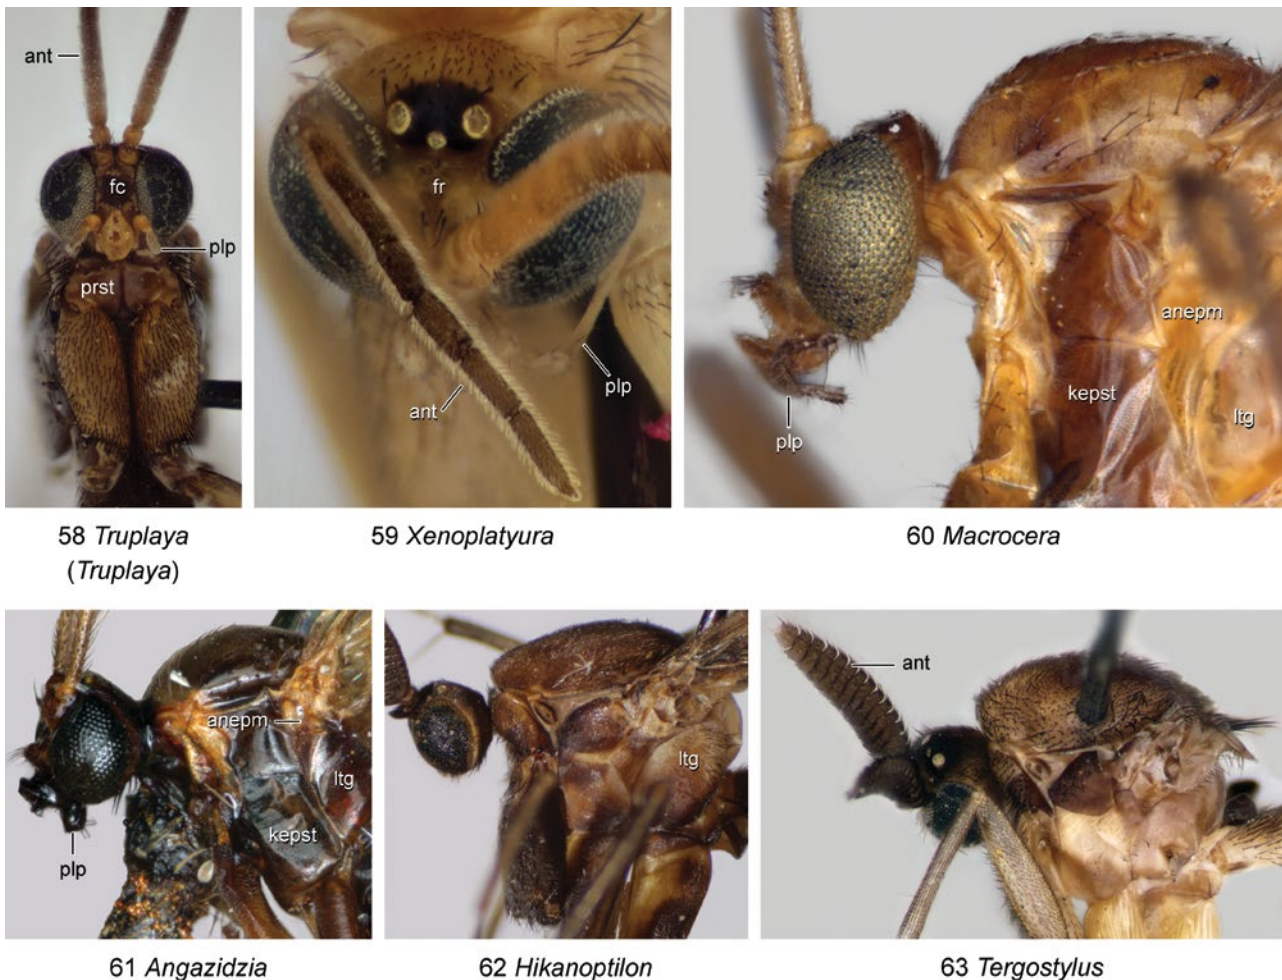 ant
fc
plp
prst
58 Truplaya
(Truplaya)
fr
ant
plp
59 Xenoplatyura
anepm
kepst
ltg
plp
60 Macrocera
anepm
ltg
kepst
plp
61 Angazidzia
ltg
62 Hikanoptilon
ant
63 Tergostylus